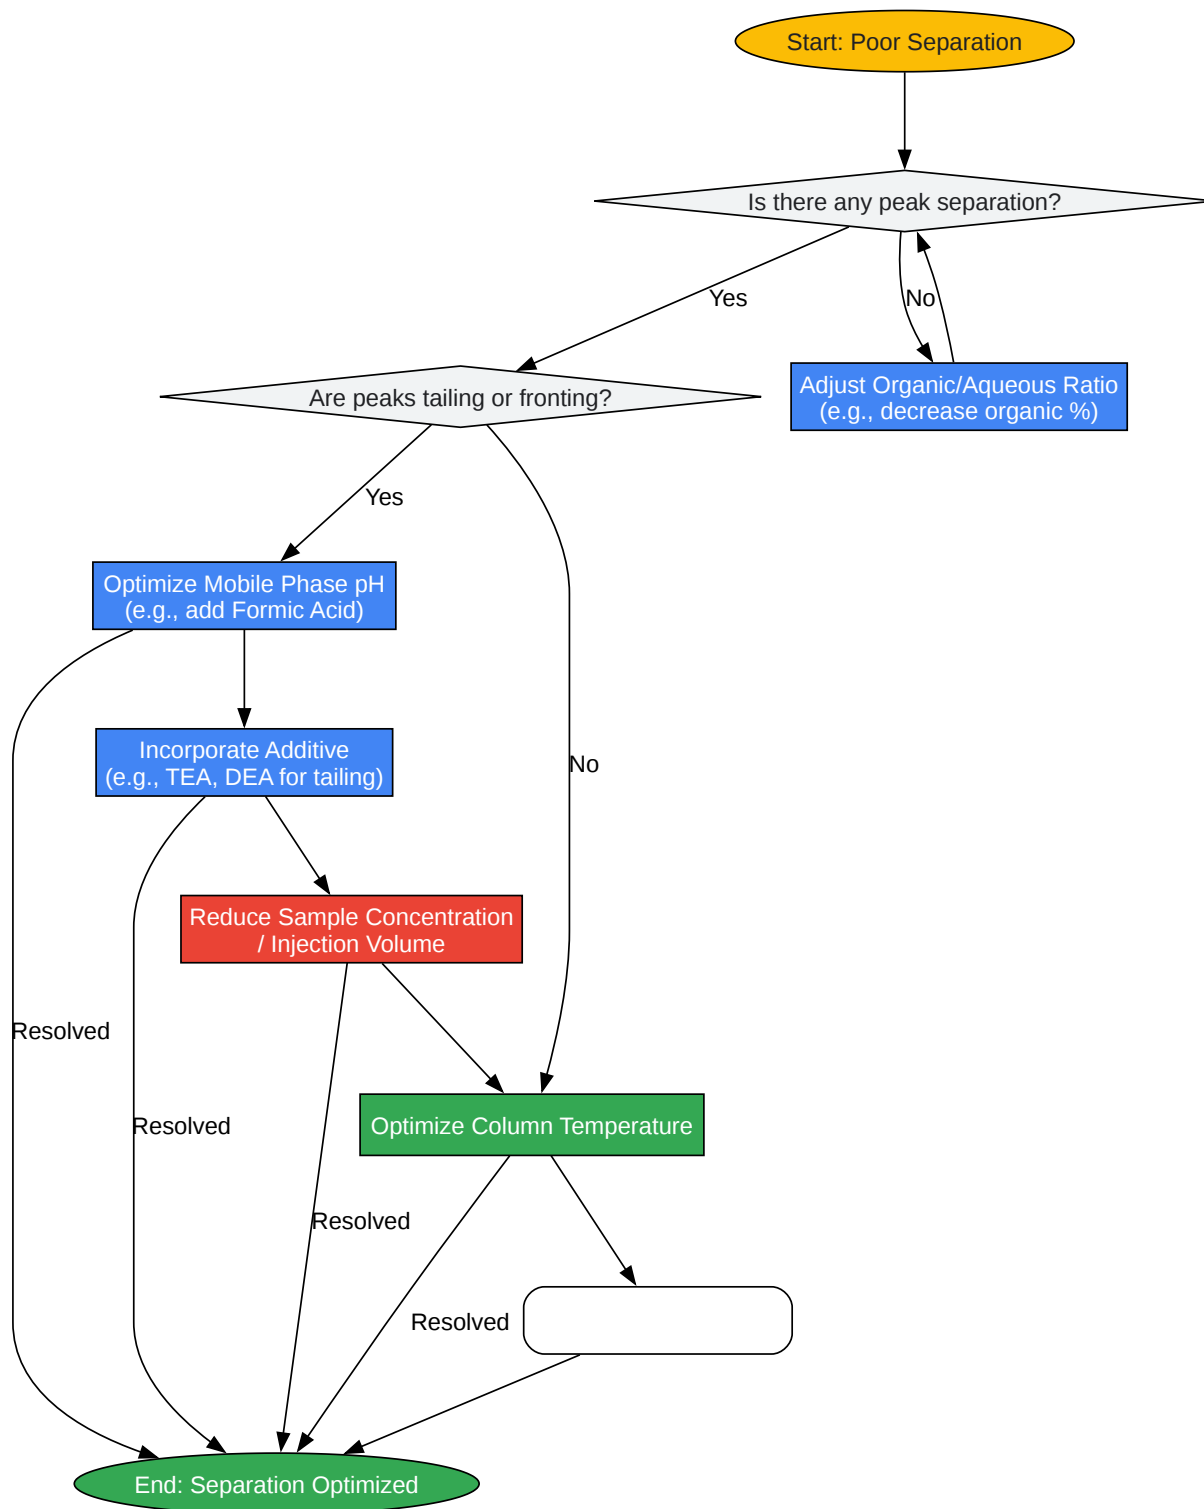 Start: Poor Separation
Is there any peak separation?
Yes
No
Adjust Organic/Aqueous Ratio
(e.g., decrease organic %)
Are peaks tailing or fronting?
Yes
Optimize Mobile Phase pH
(e.g., add Formic Acid)
Incorporate Additive
(e.g., TEA, DEA for tailing)
No
Reduce Sample Concentration
/ Injection Volume
Resolved
Optimize Column Temperature
Resolved
Resolved
Resolved
End: Separation Optimized